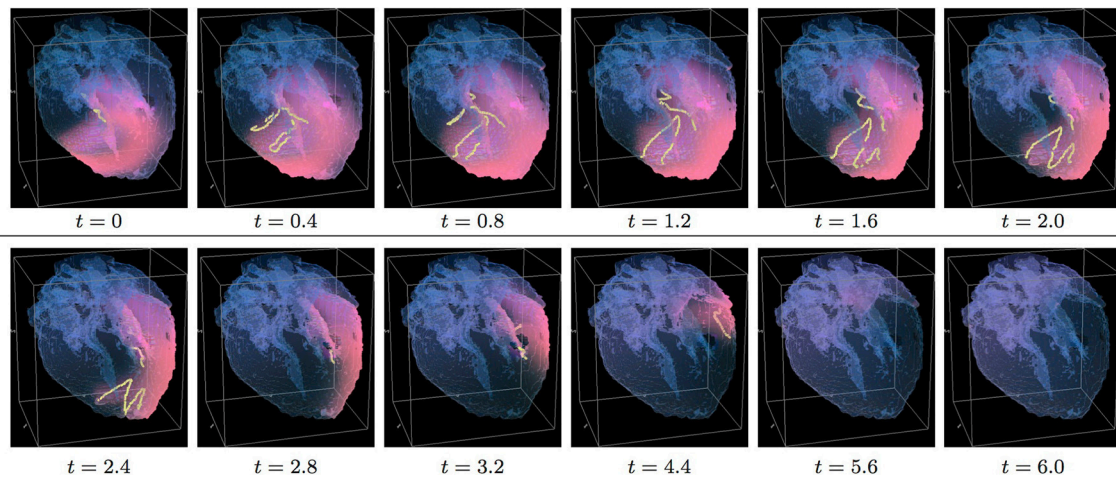 t = 0 t = 0.4 t = 0.8 t = 1.2 t = 1.6 t = 2.0
t = 2.4 t = 2.8 t = 3.2 t = 4.4 t = 5.6 t = 6.0